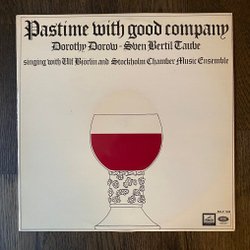 Pastime with good company
Dorothy Dorow - Sven Bertil Taube
singing with Ulf Björlin and Stockholm Chamber Music Ensemble